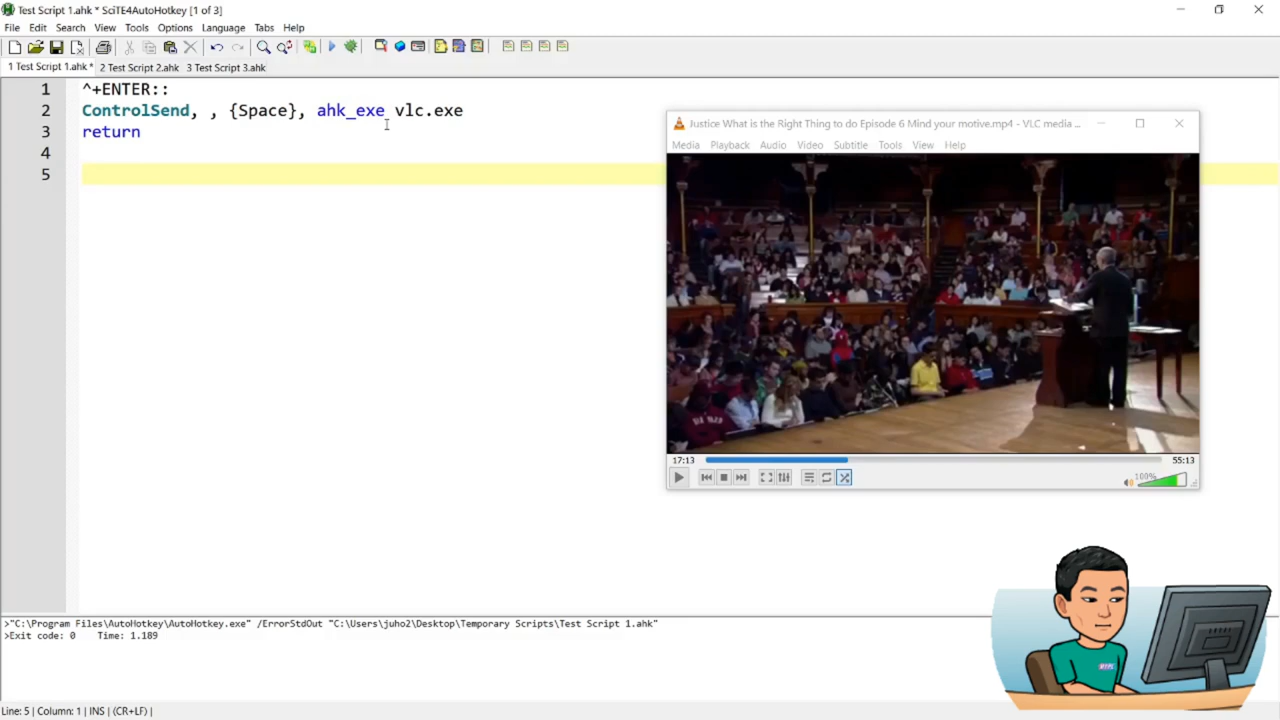 Test Script 1.ahk * SciTE4AutoHotkey [1 of 3]
File Edit Search View Tools Options Language Tabs Help
1 Test Script 1.ahk * 2 Test Script 2.ahk 3 Test Script 3.ahk
1 ^+ENTER::
2 ControlSend, , {Space}, ahk_exe vlc.exe
3 return
4
5
Justice What is the Right Thing to do Episode 6 Mind your motive.mp4 - VLC media ...
Media Playback Audio Video Subtitle Tools View Help
17:13 55:13
100%
>"C:\Program Files\AutoHotkey\AutoHotkey.exe" /ErrorStdOut "C:\Users\juho2\Desktop\Temporary Scripts\Test Script 1.ahk"
>Exit code: 0 Time: 1.189
Line: 5 | Column: 1 | INS | (CR+LF) |